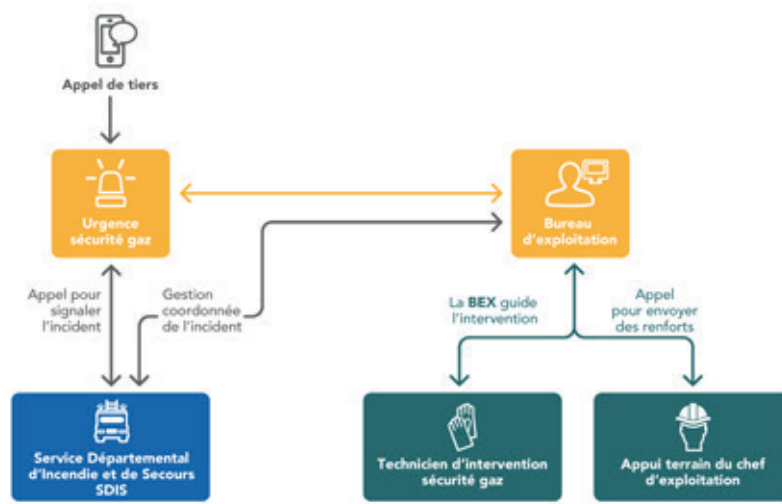 Appel de tiers
Urgence
sécurité gaz
Bureau
d'exploitation
Appel pour
signaler
l'incident
Gestion
coordonnée
de l'incident
La BEX guide
l'intervention
Appel
pour envoyer
des renforts
Service Départemental
d'Incendie et de Secours
SDIS
Technicien d'intervention
sécurité gaz
Appui terrain du chef
d'exploitation